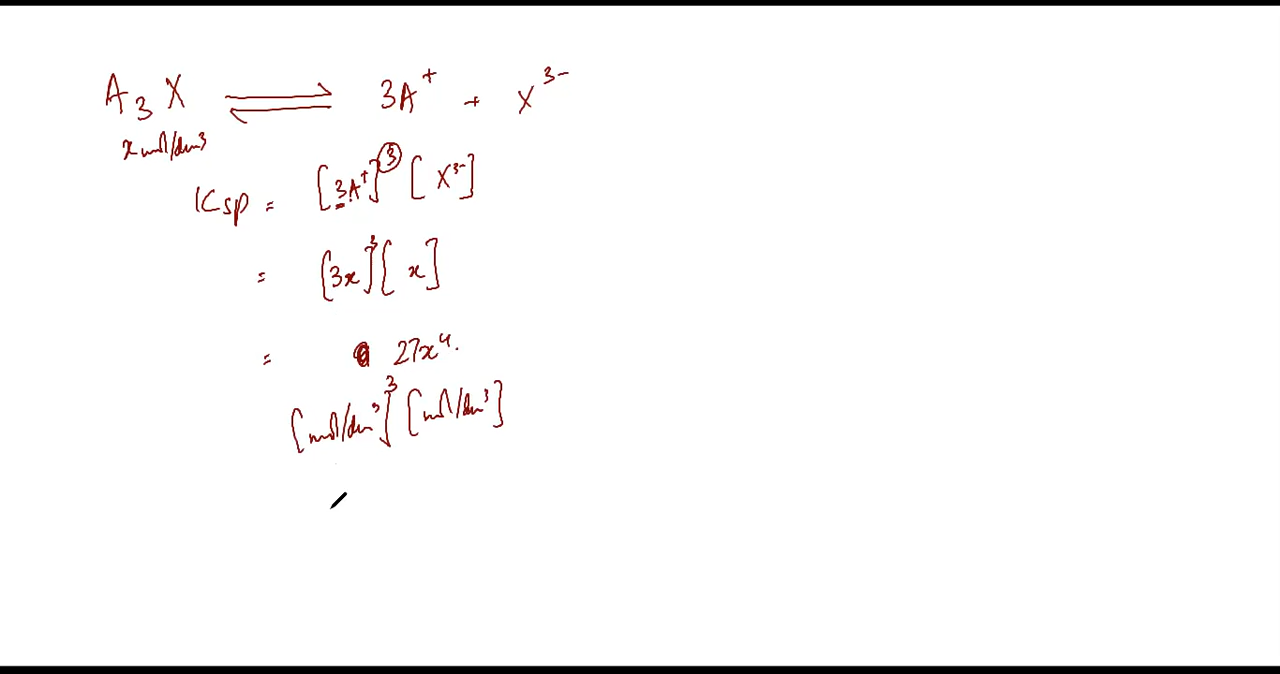 A₃X ⇌ 3A⁺ + X³⁻
x mol/dm³
Ksp = [3A⁺]³ [X³⁻]
= [3x]³ [x]
= 27x⁴.
[mol/dm³]³ [mol/dm³]